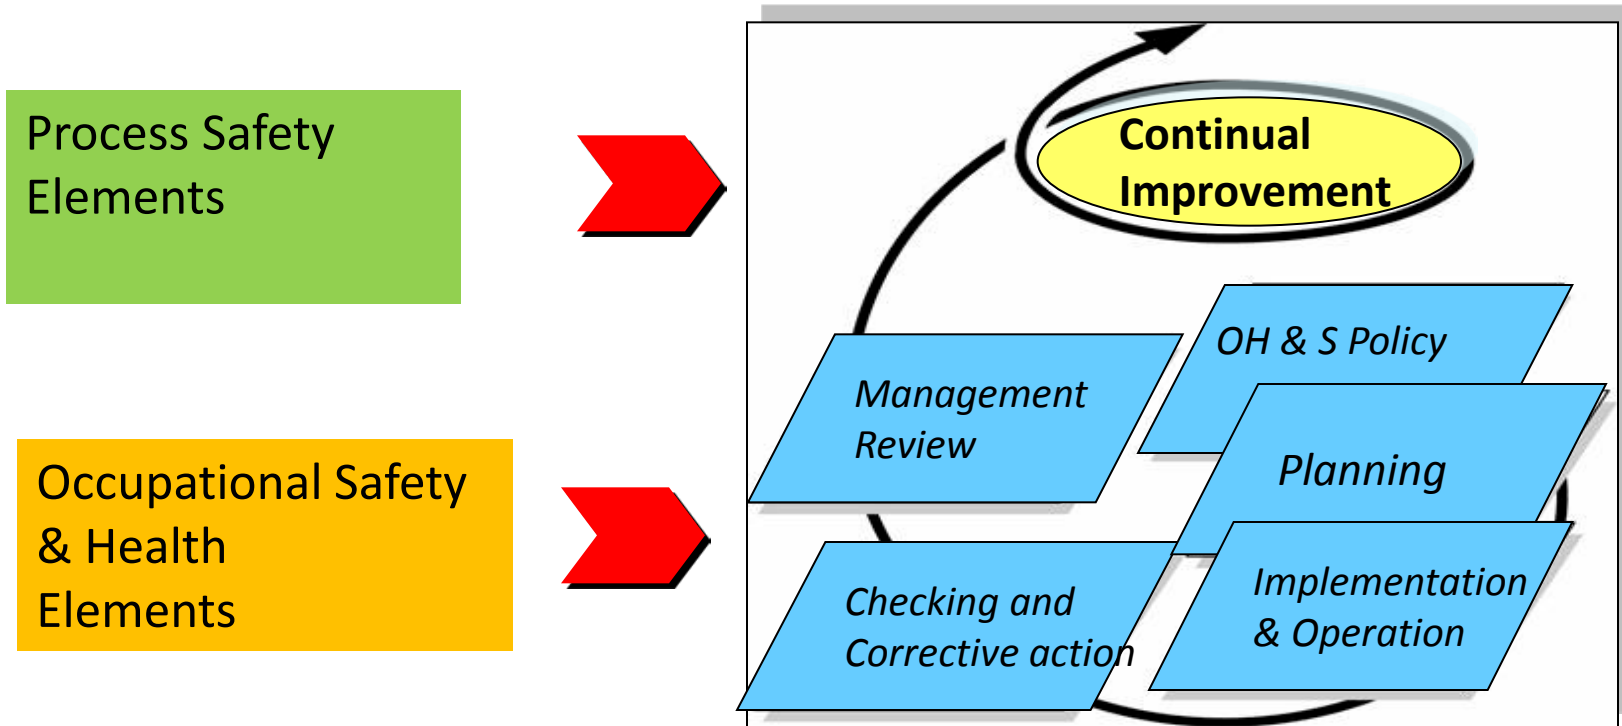 Process Safety
Elements
Occupational Safety
& Health
Elements
Continual
Improvement
OH & S Policy
Management
Review
Planning
Implementation
& Operation
Checking and
Corrective action